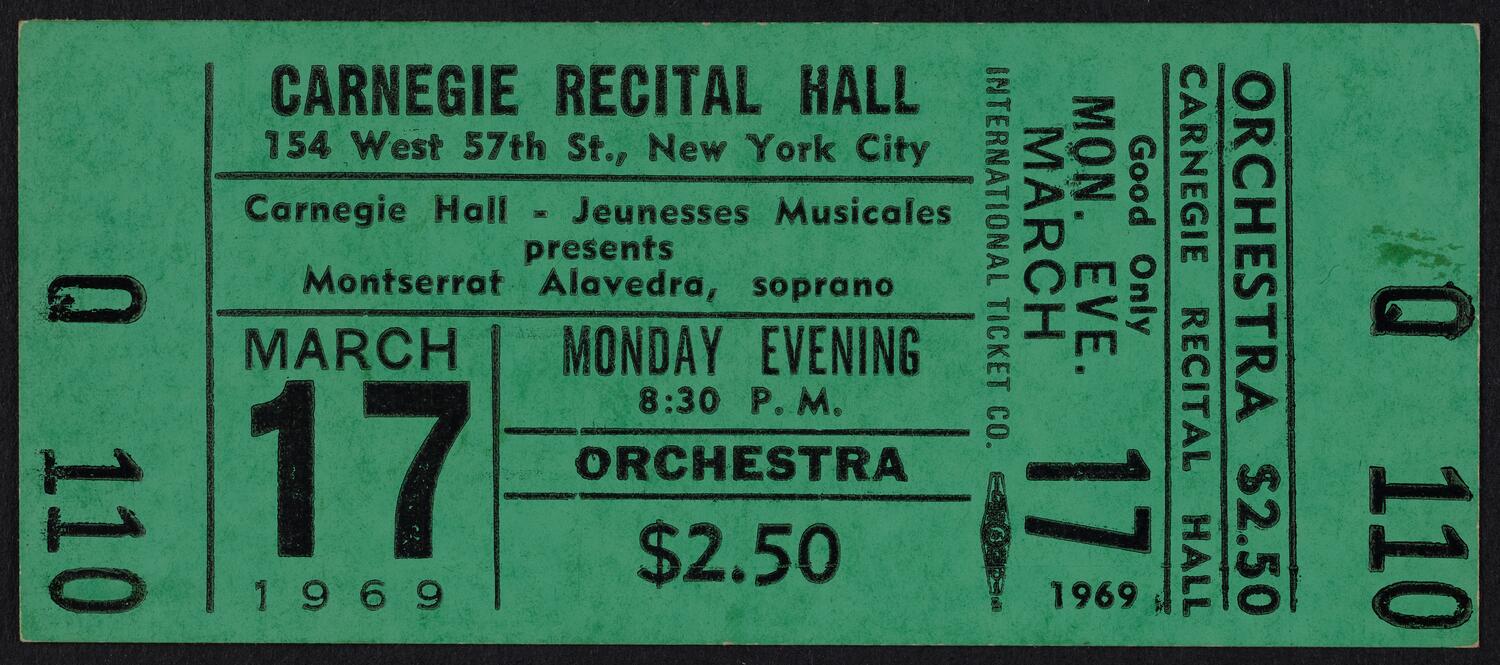 O 110
CARNEGIE RECITAL HALL
154 West 57th St., New York City
Carnegie Hall - Jeunesses Musicales
presents
Montserrat Alavedra, soprano
MARCH
17
1969
MONDAY EVENING
8:30 P. M.
ORCHESTRA
$2.50
INTERNATIONAL TICKET CO.
Good Only
MON. EVE.
MARCH 17
1969
CARNEGIE RECITAL HALL
ORCHESTRA $2.50
O 110